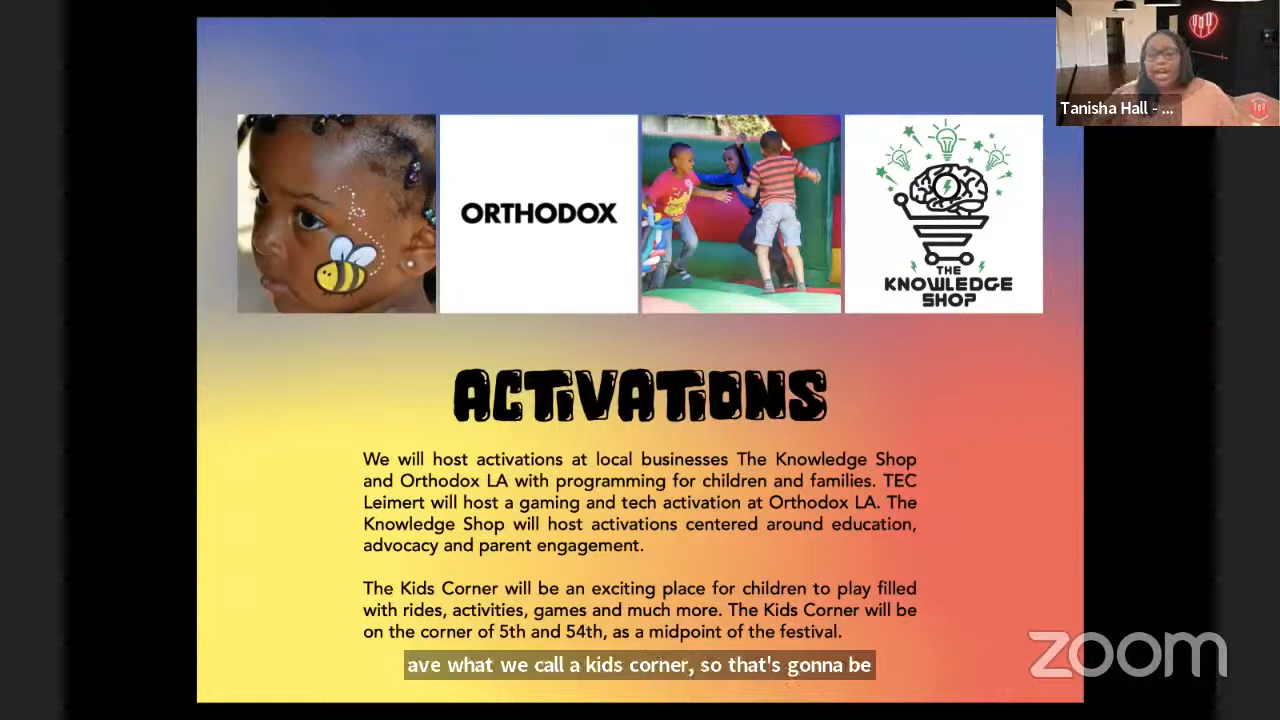 Tanisha Hall - ...
ORTHODOX
THE
KNOWLEDGE
SHOP
ACTIVATIONS
We will host activations at local businesses The Knowledge Shop
and Orthodox LA with programming for children and families. TEC
Leimert will host a gaming and tech activation at Orthodox LA. The
Knowledge Shop will host activations centered around education,
advocacy and parent engagement.
The Kids Corner will be an exciting place for children to play filled
with rides, activities, games and much more. The Kids Corner will be
on the corner of 5th and 54th, as a midpoint of the festival.
ave what we call a kids corner, so that's gonna be
zoom